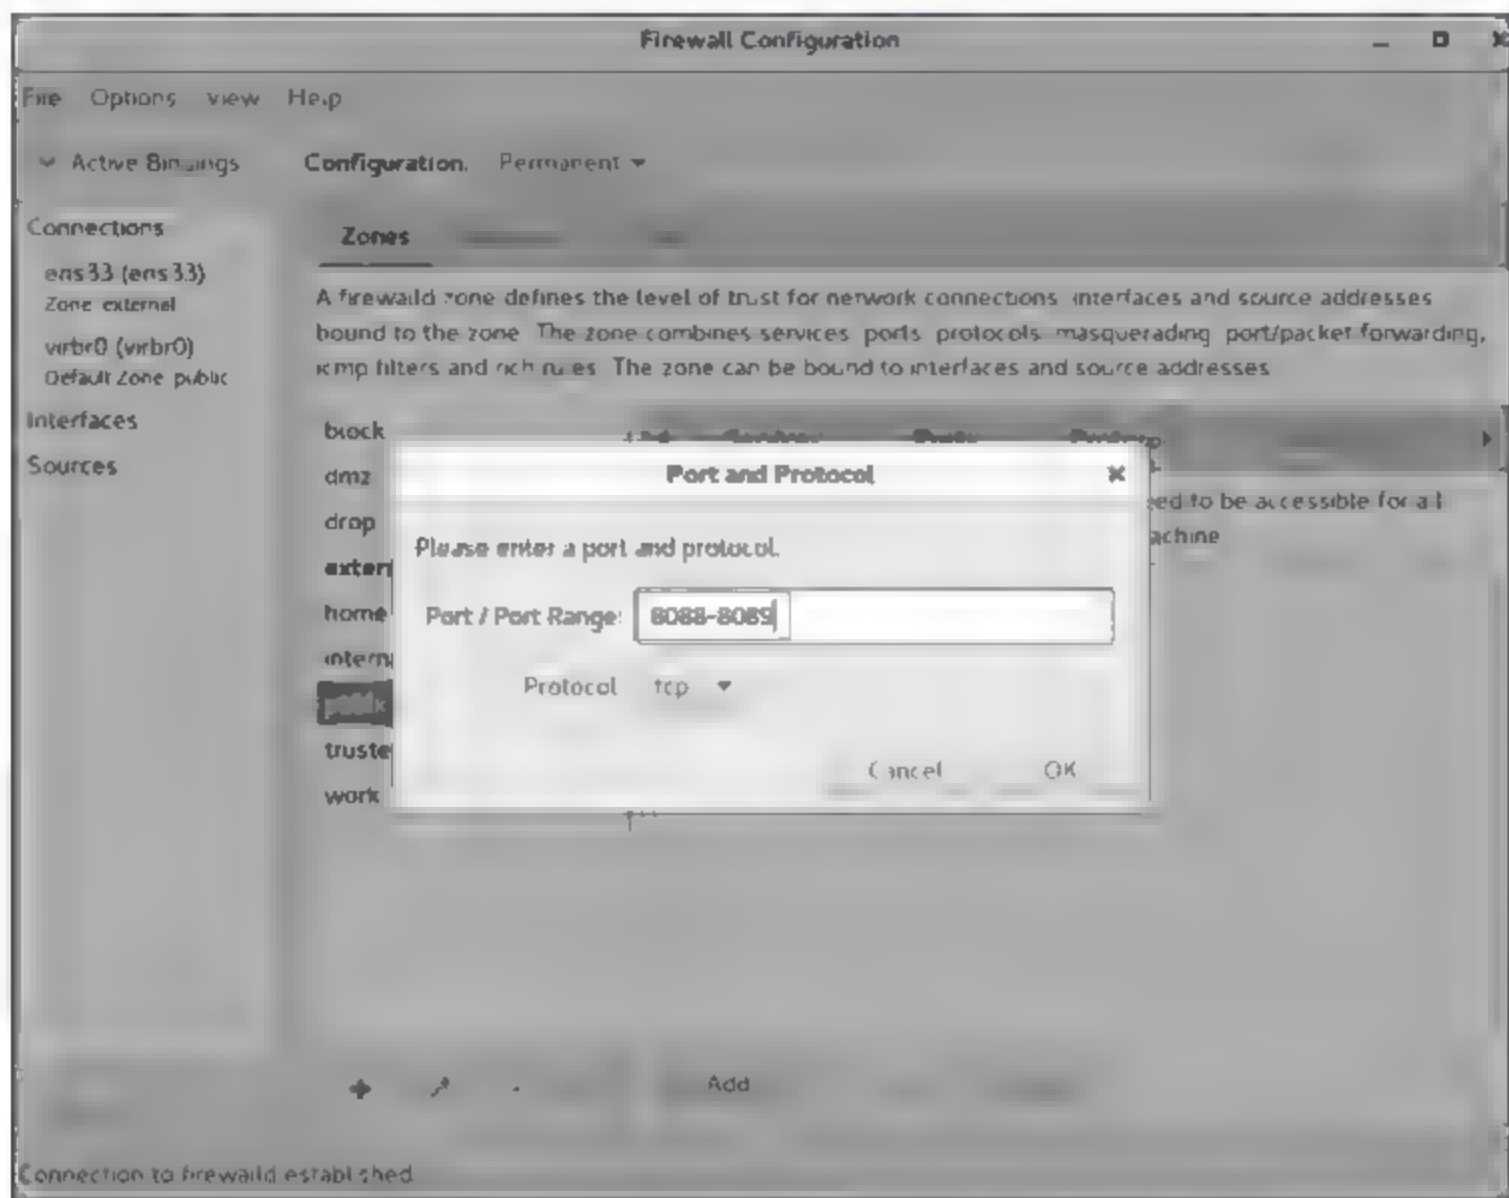 Firewall Configuration
File Options View Help
Active Bindings
Configuration: Permanent
Connections
ens33 (ens33)
Zone: external
virbr0 (virbr0)
Default Zone: public
Interfaces
Sources
Zones
A firewalld zone defines the level of trust for network connections, interfaces and source addresses
bound to the zone. The zone combines services, ports, protocols, masquerading, port/packet forwarding,
icmp filters and rich rules. The zone can be bound to interfaces and source addresses.
block
dmz
drop
extern
home
intern
public
truste
work
ed to be accessible for all
achine
Port and Protocol
Please enter a port and protocol.
Port / Port Range: 8088-8089
Protocol: tcp
Cancel OK
Add
Connection to firewalld established.